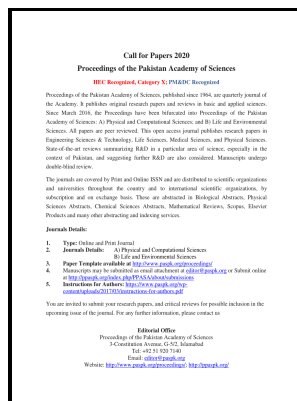 Call for Papers 2020
Proceedings of the Pakistan Academy of Sciences
HEC Recognized, Category X; PM&DC Recognized
Proceedings of the Pakistan Academy of Sciences, published since 1964, are quarterly journal of
the Academy. It publishes original research papers and reviews in basic and applied sciences.
Since March 2016, the Proceedings have been bifurcated into Proceedings of the Pakistan
Academy of Sciences: A) Physical and Computational Sciences; and B) Life and Environmental
Sciences. All papers are peer reviewed. This open access journal publishes research papers in
Engineering Sciences & Technology, Life Sciences, Medical Sciences, and Physical Sciences.
State-of-the-art reviews summarizing R&D in a particular area of science, especially in the
context of Pakistan, and suggesting further R&D are also considered. Manuscripts undergo
double-blind review.
The journals are covered by Print and Online ISSN and are distributed to scientific organizations
and universities throughout the country and to international scientific organizations, by
subscription and on exchange basis. These are abstracted in Biological Abstracts, Physical
Sciences Abstracts, Chemical Sciences Abstracts, Mathematical Reviews, Scopus, Elsevier
Products and many other abstracting and indexing services.
Journals Details:
1. Type: Online and Print Journal
2. Journals Details: A) Physical and Computational Sciences
B) Life and Environmental Sciences
3. Paper Template available at http://www.paspk.org/proceedings/
4. Manuscripts may be submitted as email attachment at editor@paspk.org or Submit online
at http://ppaspk.org/index.php/PPASA/about/submissions
5. Instructions for Authors: https://www.paspk.org/wp-
content/uploads/2017/03/instructions-for-authors.pdf/
You are invited to submit your research papers, and critical reviews for possible inclusion in the
upcoming issue of the journal. For any further information, please contact us
Editorial Office
Proceedings of the Pakistan Academy of Sciences
3-Constitution Avenue, G-5/2, Islamabad
Tel: +92 51 920 7140
Email: editor@paspk.org
Website: http://www.paspk.org/proceedings/; http://ppaspk.org/